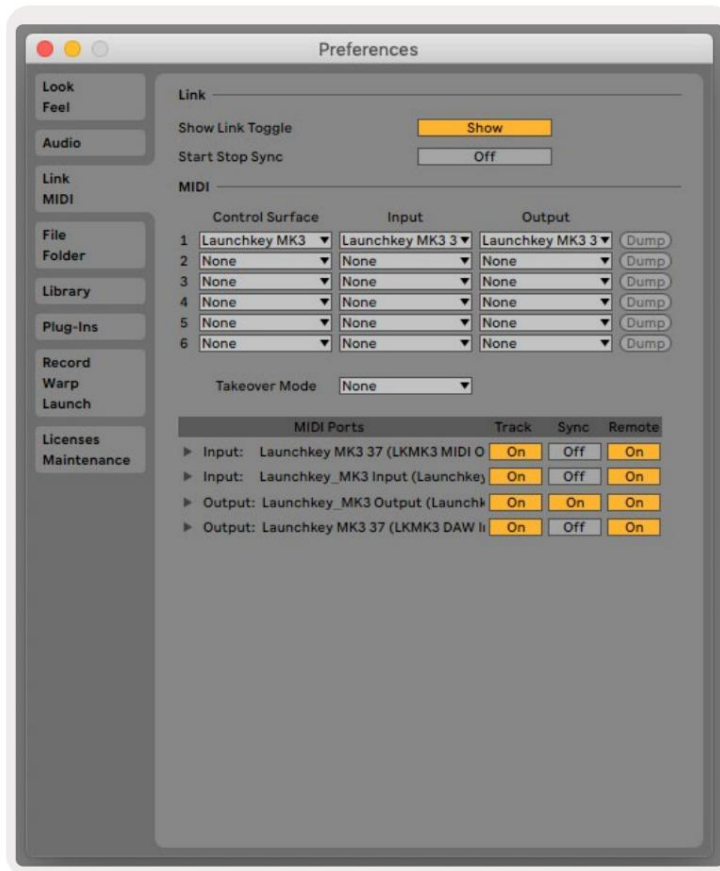 Preferences
Look
Feel
Audio
Link
MIDI
File
Folder
Library
Plug-Ins
Record
Warp
Launch
Licenses
Maintenance
Link
Show Link Toggle Show
Start Stop Sync Off
MIDI
Control Surface Input Output
1 Launchkey MK3 Launchkey MK3 3 Launchkey MK3 3 Dump
2 None None None Dump
3 None None None Dump
4 None None None Dump
5 None None None Dump
6 None None None Dump
Takeover Mode None
MIDI Ports Track Sync Remote
Input: Launchkey MK3 37 (LKMK3 MIDI O On Off On
Input: Launchkey_MK3 Input (Launchkey On Off On
Output: Launchkey_MK3 Output (Launchk On On On
Output: Launchkey MK3 37 (LKMK3 DAW I On Off On